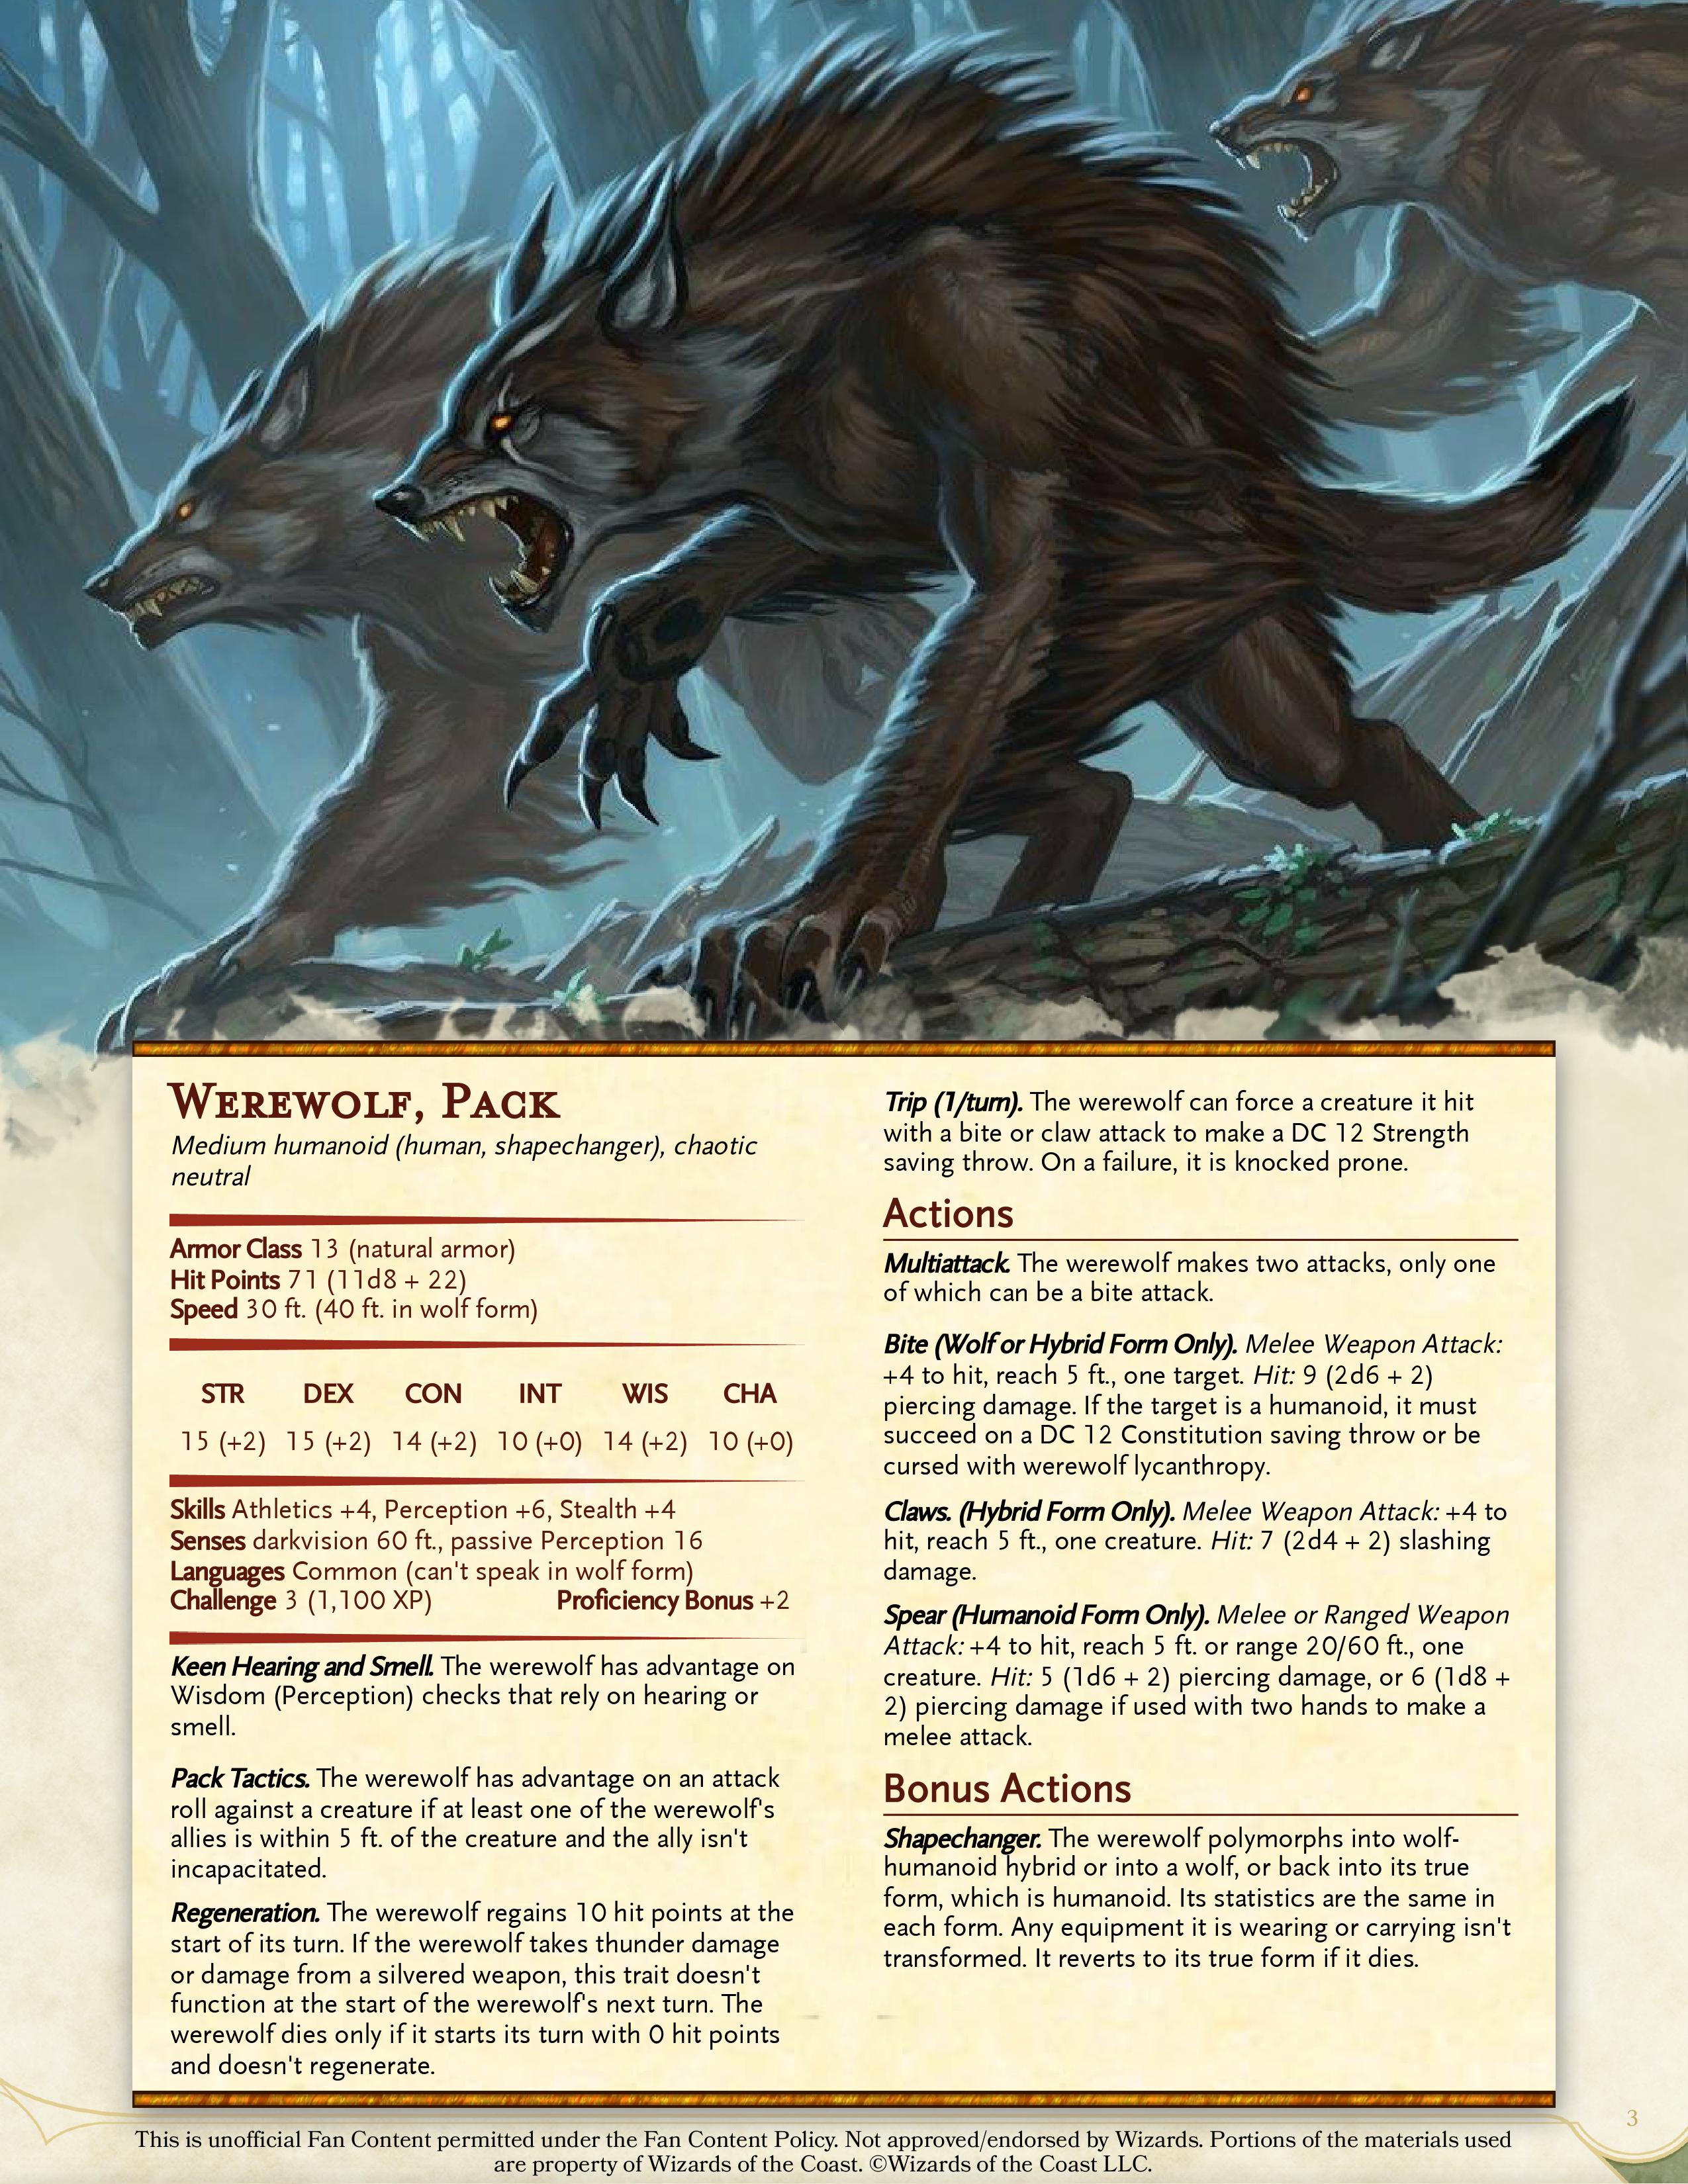 Werewolf, Pack
Medium humanoid (human, shapechanger), chaotic
neutral
Armor Class 13 (natural armor)
Hit Points 71 (11d8 + 22)
Speed 30 ft. (40 ft. in wolf form)
STR DEX CON INT WIS CHA
15 (+2) 15 (+2) 14 (+2) 10 (+0) 14 (+2) 10 (+0)
Skills Athletics +4, Perception +6, Stealth +4
Senses darkvision 60 ft., passive Perception 16
Languages Common (can't speak in wolf form)
Challenge 3 (1,100 XP) Proficiency Bonus +2
Keen Hearing and Smell. The werewolf has advantage on
Wisdom (Perception) checks that rely on hearing or
smell.
Pack Tactics. The werewolf has advantage on an attack
roll against a creature if at least one of the werewolf's
allies is within 5 ft. of the creature and the ally isn't
incapacitated.
Regeneration. The werewolf regains 10 hit points at the
start of its turn. If the werewolf takes thunder damage
or damage from a silvered weapon, this trait doesn't
function at the start of the werewolf's next turn. The
werewolf dies only if it starts its turn with 0 hit points
and doesn't regenerate.
Trip (1/turn). The werewolf can force a creature it hit
with a bite or claw attack to make a DC 12 Strength
saving throw. On a failure, it is knocked prone.
Actions
Multiattack. The werewolf makes two attacks, only one
of which can be a bite attack.
Bite (Wolf or Hybrid Form Only). Melee Weapon Attack:
+4 to hit, reach 5 ft., one target. Hit: 9 (2d6 + 2)
piercing damage. If the target is a humanoid, it must
succeed on a DC 12 Constitution saving throw or be
cursed with werewolf lycanthropy.
Claws. (Hybrid Form Only). Melee Weapon Attack: +4 to
hit, reach 5 ft., one creature. Hit: 7 (2d4 + 2) slashing
damage.
Spear (Humanoid Form Only). Melee or Ranged Weapon
Attack: +4 to hit, reach 5 ft. or range 20/60 ft., one
creature. Hit: 5 (1d6 + 2) piercing damage, or 6 (1d8 +
2) piercing damage if used with two hands to make a
melee attack.
Bonus Actions
Shapechanger. The werewolf polymorphs into wolf-
humanoid hybrid or into a wolf, or back into its true
form, which is humanoid. Its statistics are the same in
each form. Any equipment it is wearing or carrying isn't
transformed. It reverts to its true form if it dies.
3
This is unofficial Fan Content permitted under the Fan Content Policy. Not approved/endorsed by Wizards. Portions of the materials used
are property of Wizards of the Coast. ©Wizards of the Coast LLC.